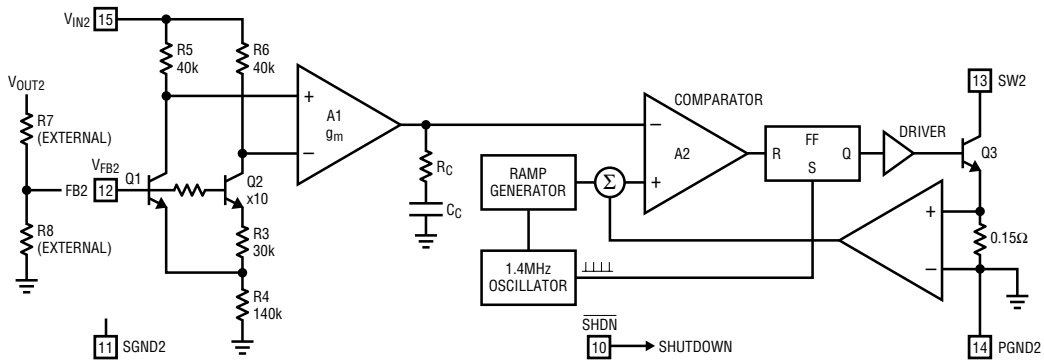 VIN2 15
R5
40k
R6
40k
VOUT2
R7
(EXTERNAL)
VFB2
FB2 12
R8
(EXTERNAL)
Q1
Q2
x10
R3
30k
R4
140k
11 SGND2
+
A1
gm
−
RC
CC
RAMP
GENERATOR
Σ
1.4MHz
OSCILLATOR
COMPARATOR
−
A2
+
R
FF
S
Q
DRIVER
13 SW2
Q3
+
−
0.15Ω
SHDN
10 SHUTDOWN
14 PGND2